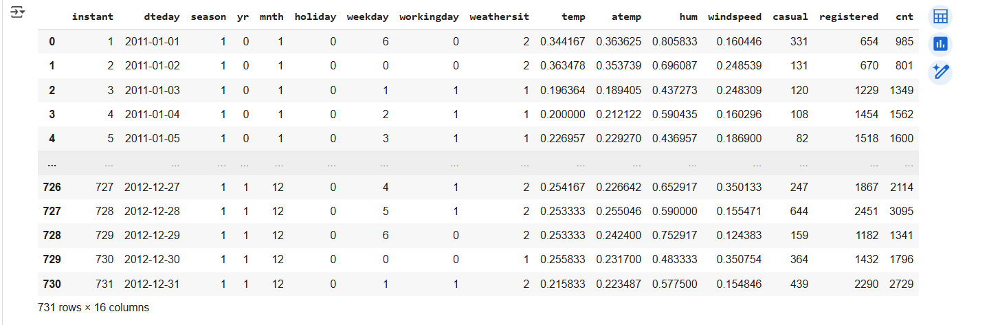 instant dteday season yr mnth holiday weekday workingday weathersit temp atemp hum windspeed casual registered cnt
0 1 2011-01-01 1 0 1 0 6 0 2 0.344167 0.363625 0.805833 0.160446 331 654 985
1 2 2011-01-02 1 0 1 0 0 0 2 0.363478 0.353739 0.696087 0.248539 131 670 801
2 3 2011-01-03 1 0 1 0 1 1 1 0.196364 0.189405 0.437273 0.248309 120 1229 1349
3 4 2011-01-04 1 0 1 0 2 1 1 0.200000 0.212122 0.590435 0.160296 108 1454 1562
4 5 2011-01-05 1 0 1 0 3 1 1 0.226957 0.229270 0.436957 0.186900 82 1518 1600
... ... ... ... ... ... ... ... ... ... ... ... ... ... ... ... ...
726 727 2012-12-27 1 1 12 0 4 1 2 0.254167 0.226642 0.652917 0.350133 247 1867 2114
727 728 2012-12-28 1 1 12 0 5 1 2 0.253333 0.255046 0.590000 0.155471 644 2451 3095
728 729 2012-12-29 1 1 12 0 6 0 2 0.253333 0.242400 0.752917 0.124383 159 1182 1341
729 730 2012-12-30 1 1 12 0 0 0 1 0.255833 0.231700 0.483333 0.350754 364 1432 1796
730 731 2012-12-31 1 1 12 0 1 1 2 0.215833 0.223487 0.577500 0.154846 439 2290 2729
731 rows × 16 columns